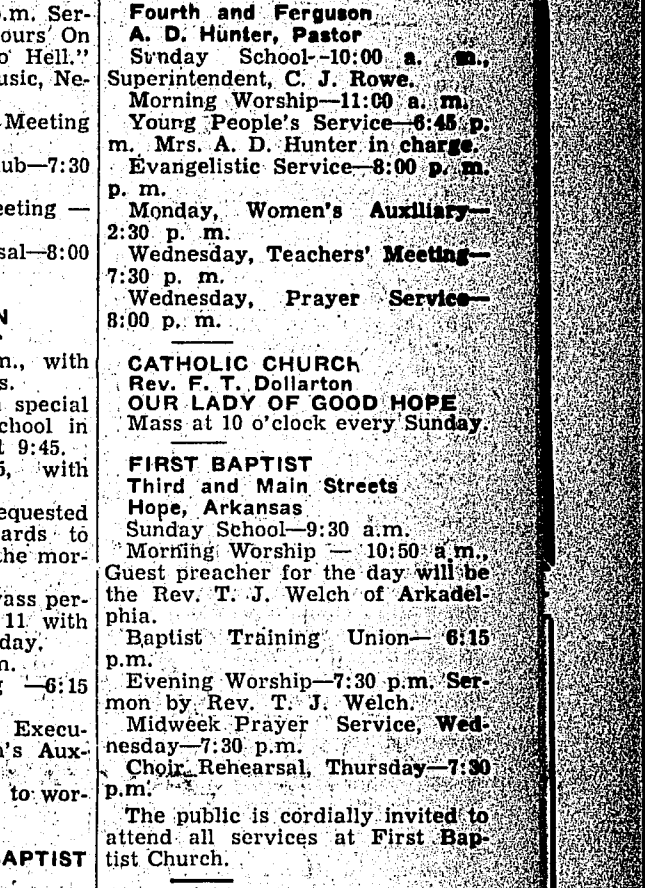 .m. Ser-
ours On
o Hell."
usic, Ne-
Meeting
ub—7:30
eeting —
sal—8:00
N
m., with
s.
special
chool in
t 9:45.
5, with
equested
ards to
the mor-
vass per-
11 with
day.
m.
g —6:15
Execu-
n's Aux-
to wor-
APTIST
Fourth and Ferguson
A. D. Hunter, Pastor
Sunday School--10:00 a. m.,
Superintendent, C. J. Rowe.
Morning Worship—11:00 a. m.
Young People's Service—6:45 p.
m. Mrs. A. D. Hunter in charge.
Evangelistic Service—8:00 p. m.
p. m.
Monday, Women's Auxiliary—
2:30 p. m.
Wednesday, Teachers' Meeting—
7:30 p. m.
Wednesday, Prayer Service—
8:00 p. m.
CATHOLIC CHURCH
Rev. F. T. Dollarton
OUR LADY OF GOOD HOPE
Mass at 10 o'clock every Sunday.
FIRST BAPTIST
Third and Main Streets
Hope, Arkansas
Sunday School—9:30 a.m.
Morning Worship — 10:50 a.m.,
Guest preacher for the day will be
the Rev. T. J. Welch of Arkadel-
phia.
Baptist Training Union— 6:15
p.m.
Evening Worship—7:30 p.m. Ser-
mon by Rev. T. J. Welch.
Midweek Prayer Service, Wed-
nesday—7:30 p.m.
Choir Rehearsal, Thursday—7:30
p.m.
The public is cordially invited to
attend all services at First Bap-
tist Church.